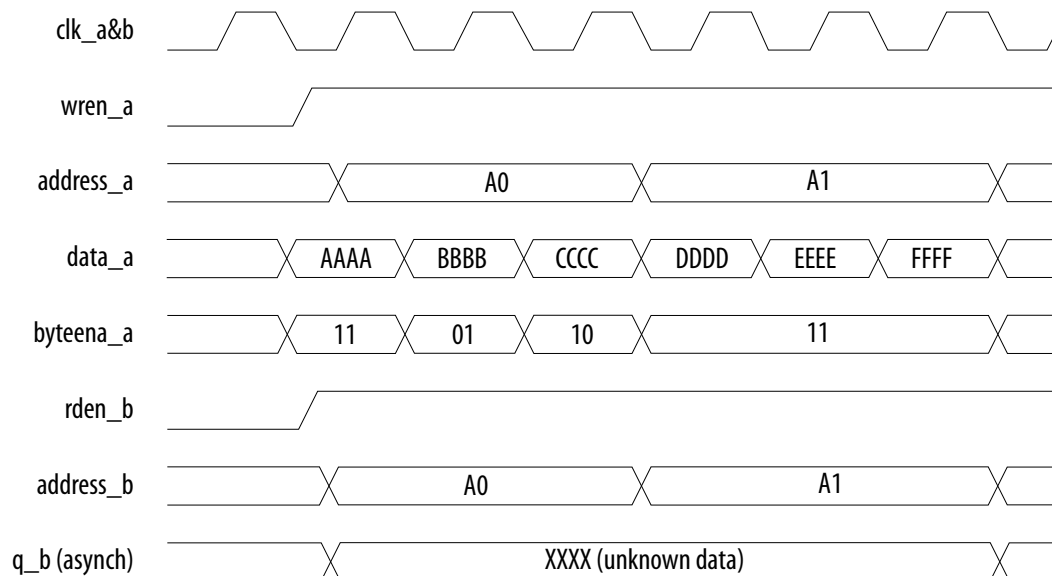 clk_a&b
wren_a
address_a A0 A1
data_a AAAA BBBB CCCC DDDD EEEE FFFF
byteena_a 11 01 10 11
rden_b
address_b A0 A1
q_b (asynch) XXXX (unknown data)